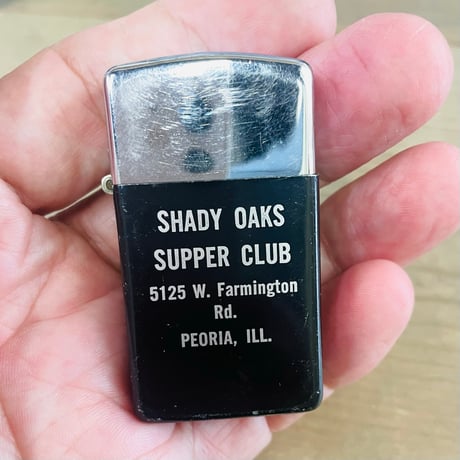 SHADY OAKS
SUPPER CLUB
5125 W. Farmington
Rd.
PEORIA, ILL.